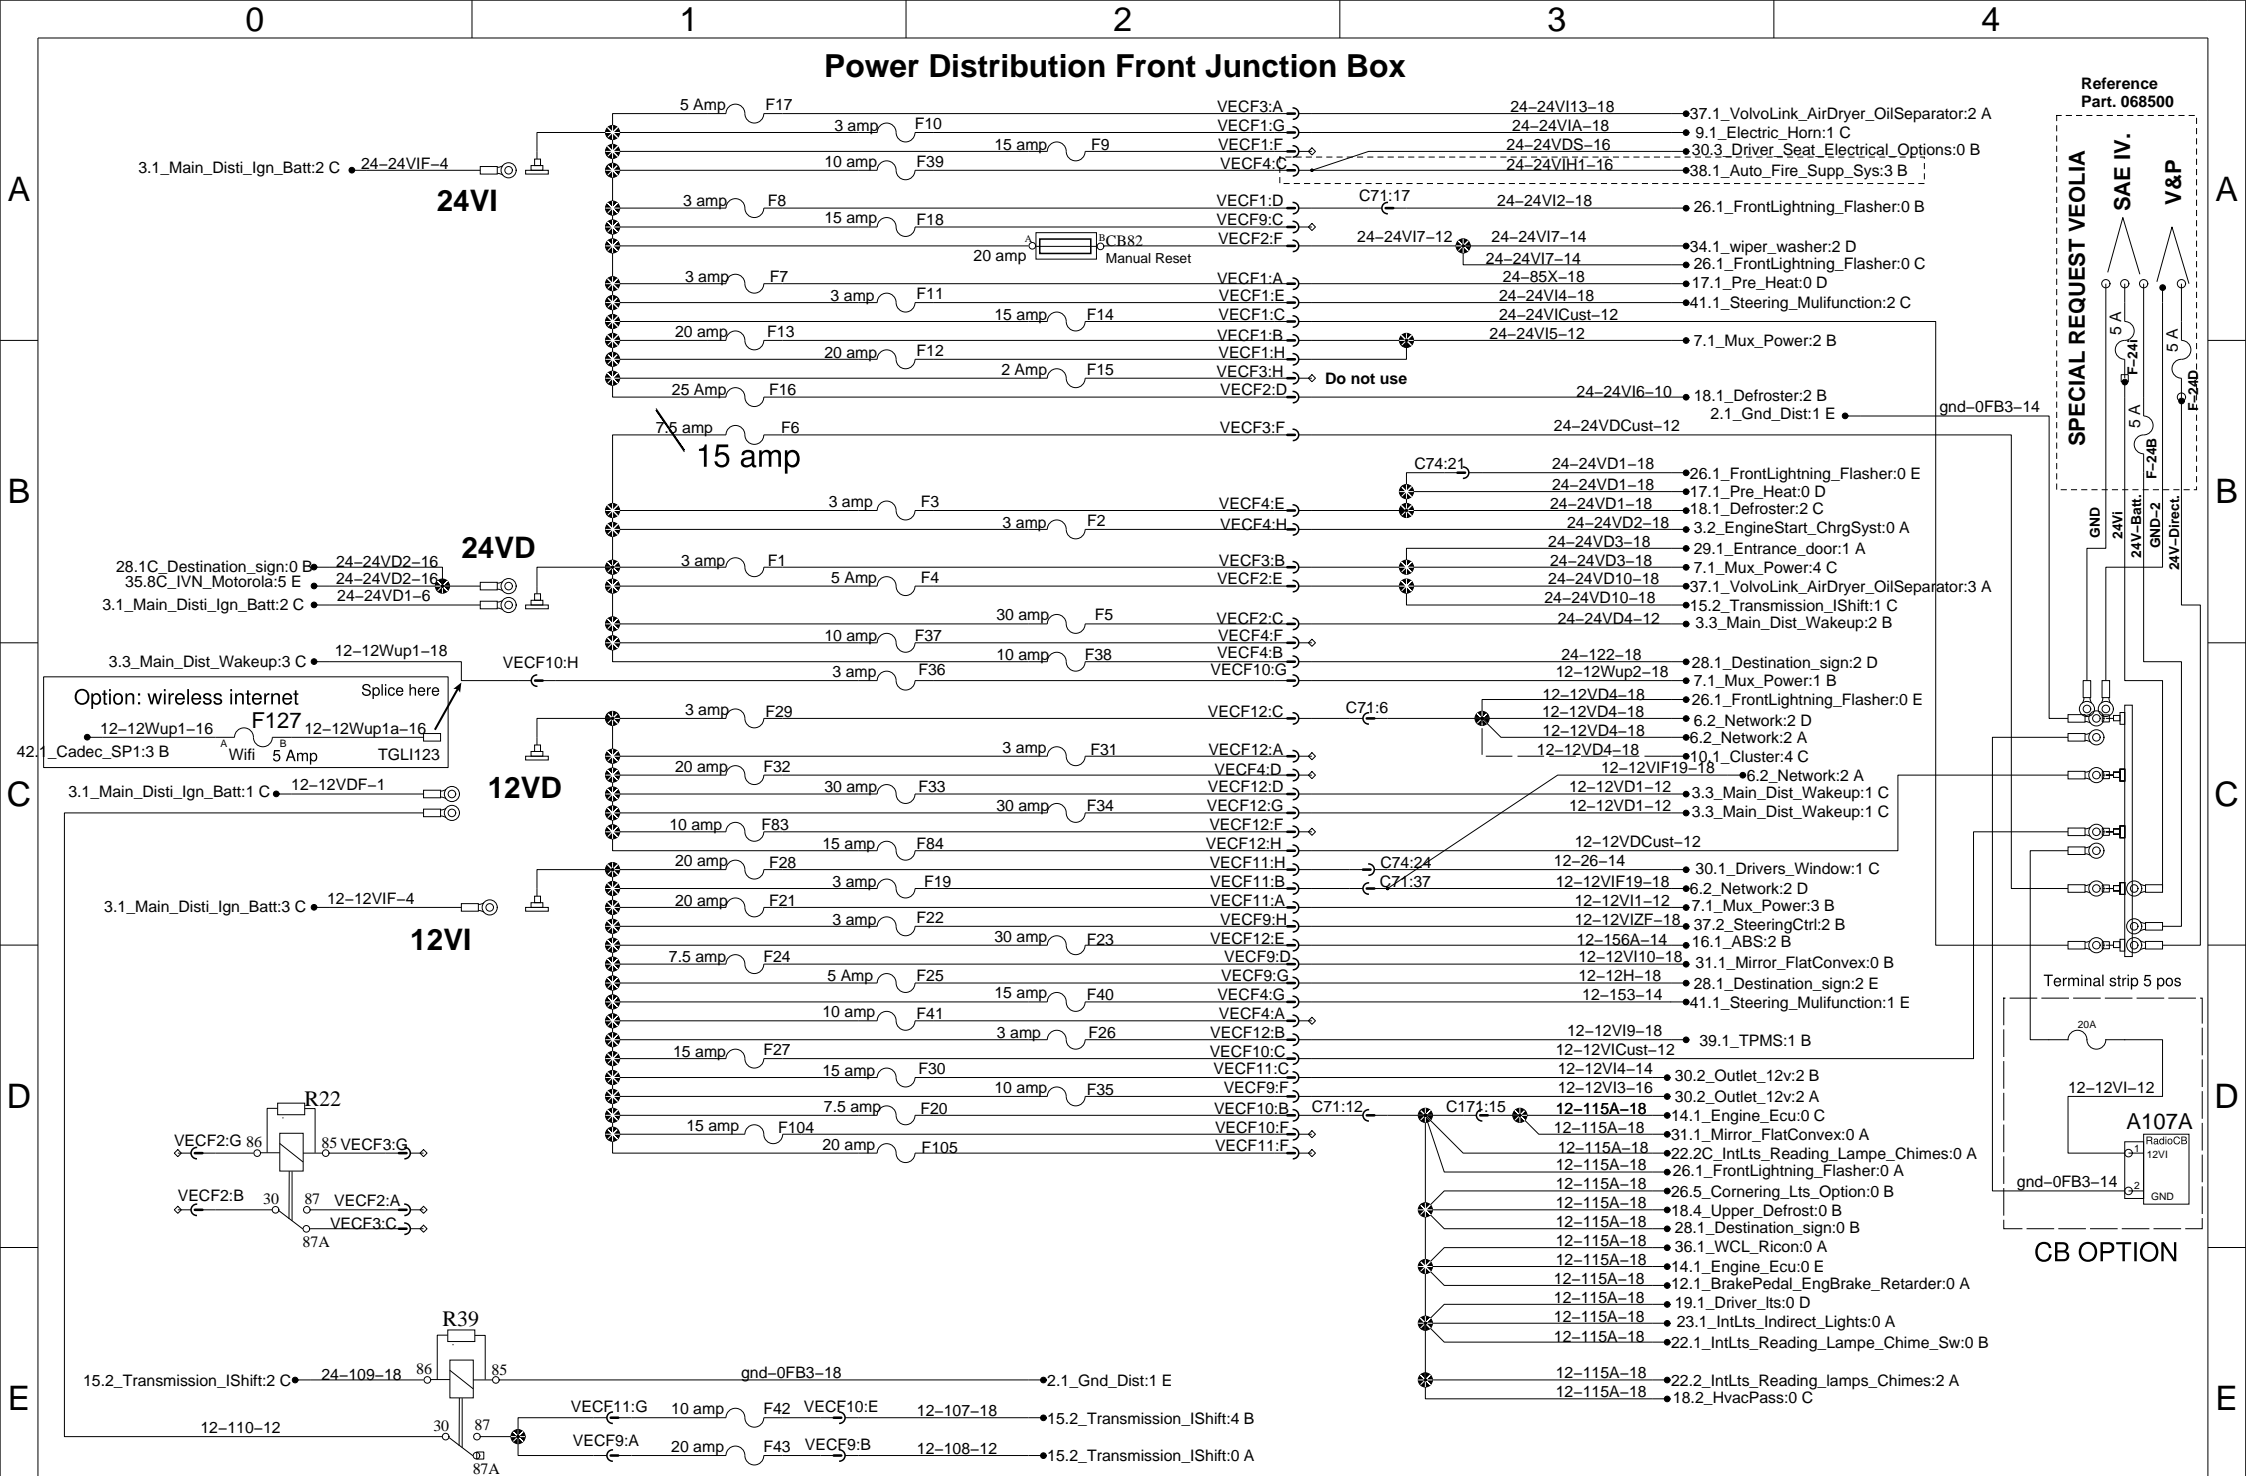 0 1 2 3 4
Power Distribution Front Junction Box
A
B
C
D
E
A
B
C
D
E
3.1_Main_Disti_Ign_Batt:2 C 24-24VIF-4
24VI
5 Amp F17 VECF3:A 24-24VI13-18 37.1_VolvoLink_AirDryer_OilSeparator:2 A
3 amp F10 VECF1:G 24-24VIA-18 9.1_Electric_Horn:1 C
15 amp F9 VECF1:F 24-24VDS-16 30.3_Driver_Seat_Electrical_Options:0 B
10 amp F39 VECF4:C 24-24VIH1-16 38.1_Auto_Fire_Supp_Sys:3 B
3 amp F8 VECF1:D C71:17 24-24VI2-18 26.1_FrontLightning_Flasher:0 B
15 amp F18 VECF9:C
20 amp A B CB82 Manual Reset VECF2:F 24-24VI7-12 24-24VI7-14 34.1_wiper_washer:2 D
24-24VI7-14 26.1_FrontLightning_Flasher:0 C
3 amp F7 VECF1:A 24-85X-18 17.1_Pre_Heat:0 D
3 amp F11 VECF1:E 24-24VI4-18 41.1_Steering_Mulifunction:2 C
15 amp F14 VECF1:C 24-24VICust-12
20 amp F13 VECF1:B 24-24VI5-12 7.1_Mux_Power:2 B
20 amp F12 VECF1:H
2 Amp F15 VECF3:H Do not use
25 Amp F16 VECF2:D 24-24VI6-10 18.1_Defroster:2 B
2.1_Gnd_Dist:1 E gnd-0FB3-14
7.5 amp F6 VECF3:F 24-24VDCust-12
15 amp
C74:21 24-24VD1-18 26.1_FrontLightning_Flasher:0 E
24-24VD1-18 17.1_Pre_Heat:0 D
3 amp F3 VECF4:E 24-24VD1-18 18.1_Defroster:2 C
3 amp F2 VECF4:H 24-24VD2-18 3.2_EngineStart_ChrgSyst:0 A
24VD
28.1C_Destination_sign:0 B 24-24VD2-16
35.8C_IVN_Motorola:5 E 24-24VD2-16
3.1_Main_Disti_Ign_Batt:2 C 24-24VD1-6
24-24VD3-18 29.1_Entrance_door:1 A
3 amp F1 VECF3:B 24-24VD3-18 7.1_Mux_Power:4 C
5 Amp F4 VECF2:E 24-24VD10-18 37.1_VolvoLink_AirDryer_OilSeparator:3 A
24-24VD10-18 15.2_Transmission_IShift:1 C
30 amp F5 VECF2:C 24-24VD4-12 3.3_Main_Dist_Wakeup:2 B
10 amp F37 VECF4:F
10 amp F38 VECF4:B 24-122-18 28.1_Destination_sign:2 D
3.3_Main_Dist_Wakeup:3 C 12-12Wup1-18 VECF10:H 3 amp F36 VECF10:G 12-12Wup2-18 7.1_Mux_Power:1 B
Option: wireless internet Splice here
12-12Wup1-16 F127 12-12Wup1a-16
42.1_Cadec_SP1:3 B A Wifi B 5 Amp TGLI123
3.1_Main_Disti_Ign_Batt:1 C 12-12VDF-1
12VD
12-12VD4-18 26.1_FrontLightning_Flasher:0 E
3 amp F29 VECF12:C C71:6 12-12VD4-18 6.2_Network:2 D
12-12VD4-18 6.2_Network:2 A
3 amp F31 VECF12:A 12-12VD4-18 10.1_Cluster:4 C
20 amp F32 VECF4:D 12-12VIF19-18 6.2_Network:2 A
30 amp F33 VECF12:D 12-12VD1-12 3.3_Main_Dist_Wakeup:1 C
30 amp F34 VECF12:G 12-12VD1-12 3.3_Main_Dist_Wakeup:1 C
10 amp F83 VECF12:F
15 amp F84 VECF12:H 12-12VDCust-12
3.1_Main_Disti_Ign_Batt:3 C 12-12VIF-4
12VI
20 amp F28 VECF11:H C74:24 12-26-14 30.1_Drivers_Window:1 C
3 amp F19 VECF11:B C71:37 12-12VIF19-18 6.2_Network:2 D
20 amp F21 VECF11:A 12-12VI1-12 7.1_Mux_Power:3 B
3 amp F22 VECF9:H 12-12VIZF-18 37.2_SteeringCtrl:2 B
30 amp F23 VECF12:E 12-156A-14 16.1_ABS:2 B
7.5 amp F24 VECF9:D 12-12VI10-18 31.1_Mirror_FlatConvex:0 B
5 Amp F25 VECF9:G 12-12H-18 28.1_Destination_sign:2 E
15 amp F40 VECF4:G 12-153-14 41.1_Steering_Mulifunction:1 E
10 amp F41 VECF4:A
3 amp F26 VECF12:B 12-12VI9-18 39.1_TPMS:1 B
15 amp F27 VECF10:C 12-12VICust-12
15 amp F30 VECF11:C 12-12VI4-14 30.2_Outlet_12v:2 B
10 amp F35 VECF9:F 12-12VI3-16 30.2_Outlet_12v:2 A
7.5 amp F20 VECF10:B C71:12 C171:15 12-115A-18 14.1_Engine_Ecu:0 C
15 amp F104 VECF10:F 12-115A-18 31.1_Mirror_FlatConvex:0 A
20 amp F105 VECF11:F 12-115A-18 22.2C_IntLts_Reading_Lampe_Chimes:0 A
12-115A-18 26.1_FrontLightning_Flasher:0 A
12-115A-18 26.5_Cornering_Lts_Option:0 B
12-115A-18 18.4_Upper_Defrost:0 B
12-115A-18 28.1_Destination_sign:0 B
12-115A-18 36.1_WCL_Ricon:0 A
12-115A-18 14.1_Engine_Ecu:0 E
12-115A-18 12.1_BrakePedal_EngBrake_Retarder:0 A
12-115A-18 19.1_Driver_lts:0 D
12-115A-18 23.1_IntLts_Indirect_Lights:0 A
12-115A-18 22.1_IntLts_Reading_Lampe_Chime_Sw:0 B
12-115A-18 22.2_IntLts_Reading_lamps_Chimes:2 A
12-115A-18 18.2_HvacPass:0 C
R22
VECF2:G 86 85 VECF3:G
VECF2:B 30 87 VECF2:A
VECF3:C
87A
R39
15.2_Transmission_IShift:2 C 24-109-18 86 85 gnd-0FB3-18 2.1_Gnd_Dist:1 E
12-110-12 30 87
87A
VECF11:G 10 amp F42 VECF10:E 12-107-18 15.2_Transmission_IShift:4 B
VECF9:A 20 amp F43 VECF9:B 12-108-12 15.2_Transmission_IShift:0 A
Reference
Part. 068500
SPECIAL REQUEST VEOLIA
SAE IV.
V&P
5 A F-24i
5 A F-24B
5 A F-24D
GND
24Vi
24V-Batt.
GND-2
24V-Direct.
Terminal strip 5 pos
20A
12-12VI-12
A107A
RadioCB
1 12VI
gnd-0FB3-14
2 GND
CB OPTION